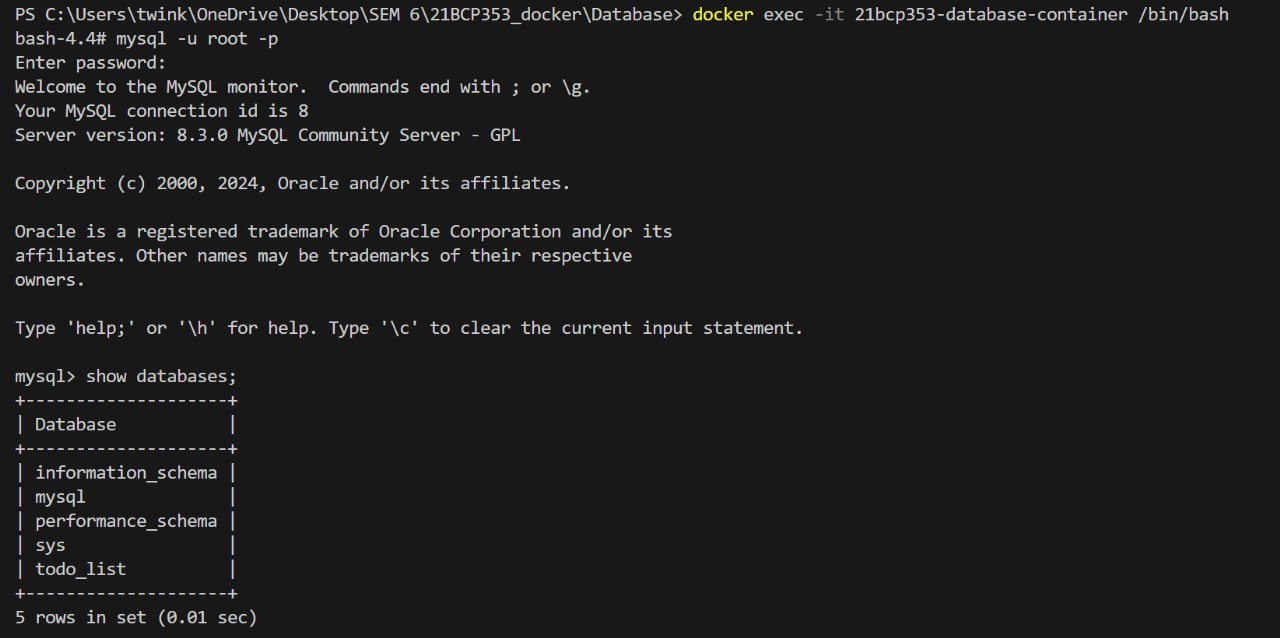 PS C:\Users\twink\OneDrive\Desktop\SEM 6\21BCP353_docker\Database> docker exec -it 21bcp353-database-container /bin/bash
bash-4.4# mysql -u root -p
Enter password:
Welcome to the MySQL monitor.  Commands end with ; or \g.
Your MySQL connection id is 8
Server version: 8.3.0 MySQL Community Server - GPL

Copyright (c) 2000, 2024, Oracle and/or its affiliates.

Oracle is a registered trademark of Oracle Corporation and/or its
affiliates. Other names may be trademarks of their respective
owners.

Type 'help;' or '\h' for help. Type '\c' to clear the current input statement.

mysql> show databases;
+--------------------+
| Database           |
+--------------------+
| information_schema |
| mysql              |
| performance_schema |
| sys                |
| todo_list          |
+--------------------+
5 rows in set (0.01 sec)